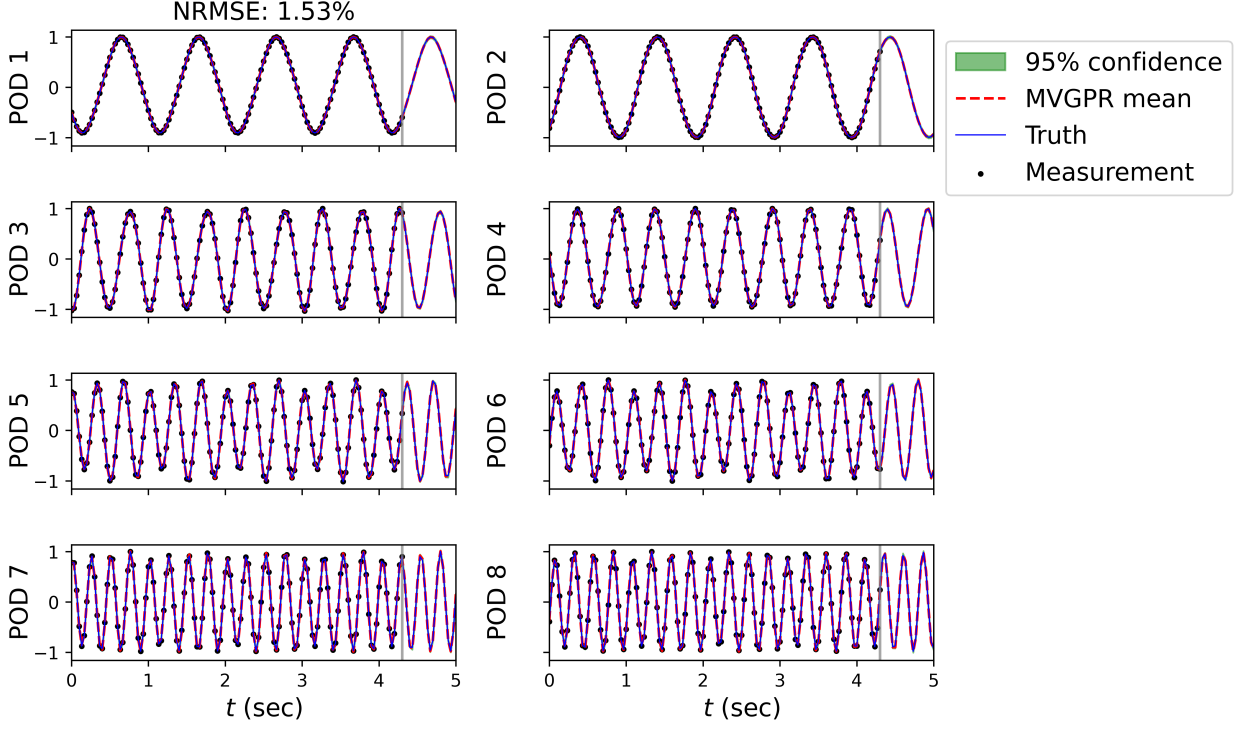 NRMSE: 1.53%
POD 1
1
0
−1
POD 2
95% confidence
MVGPR mean
Truth
Measurement
POD 3
1
0
−1
POD 4
POD 5
1
0
−1
POD 6
POD 7
1
0
−1
POD 8
0 1 2 3 4 5
0 1 2 3 4 5
t (sec)
t (sec)